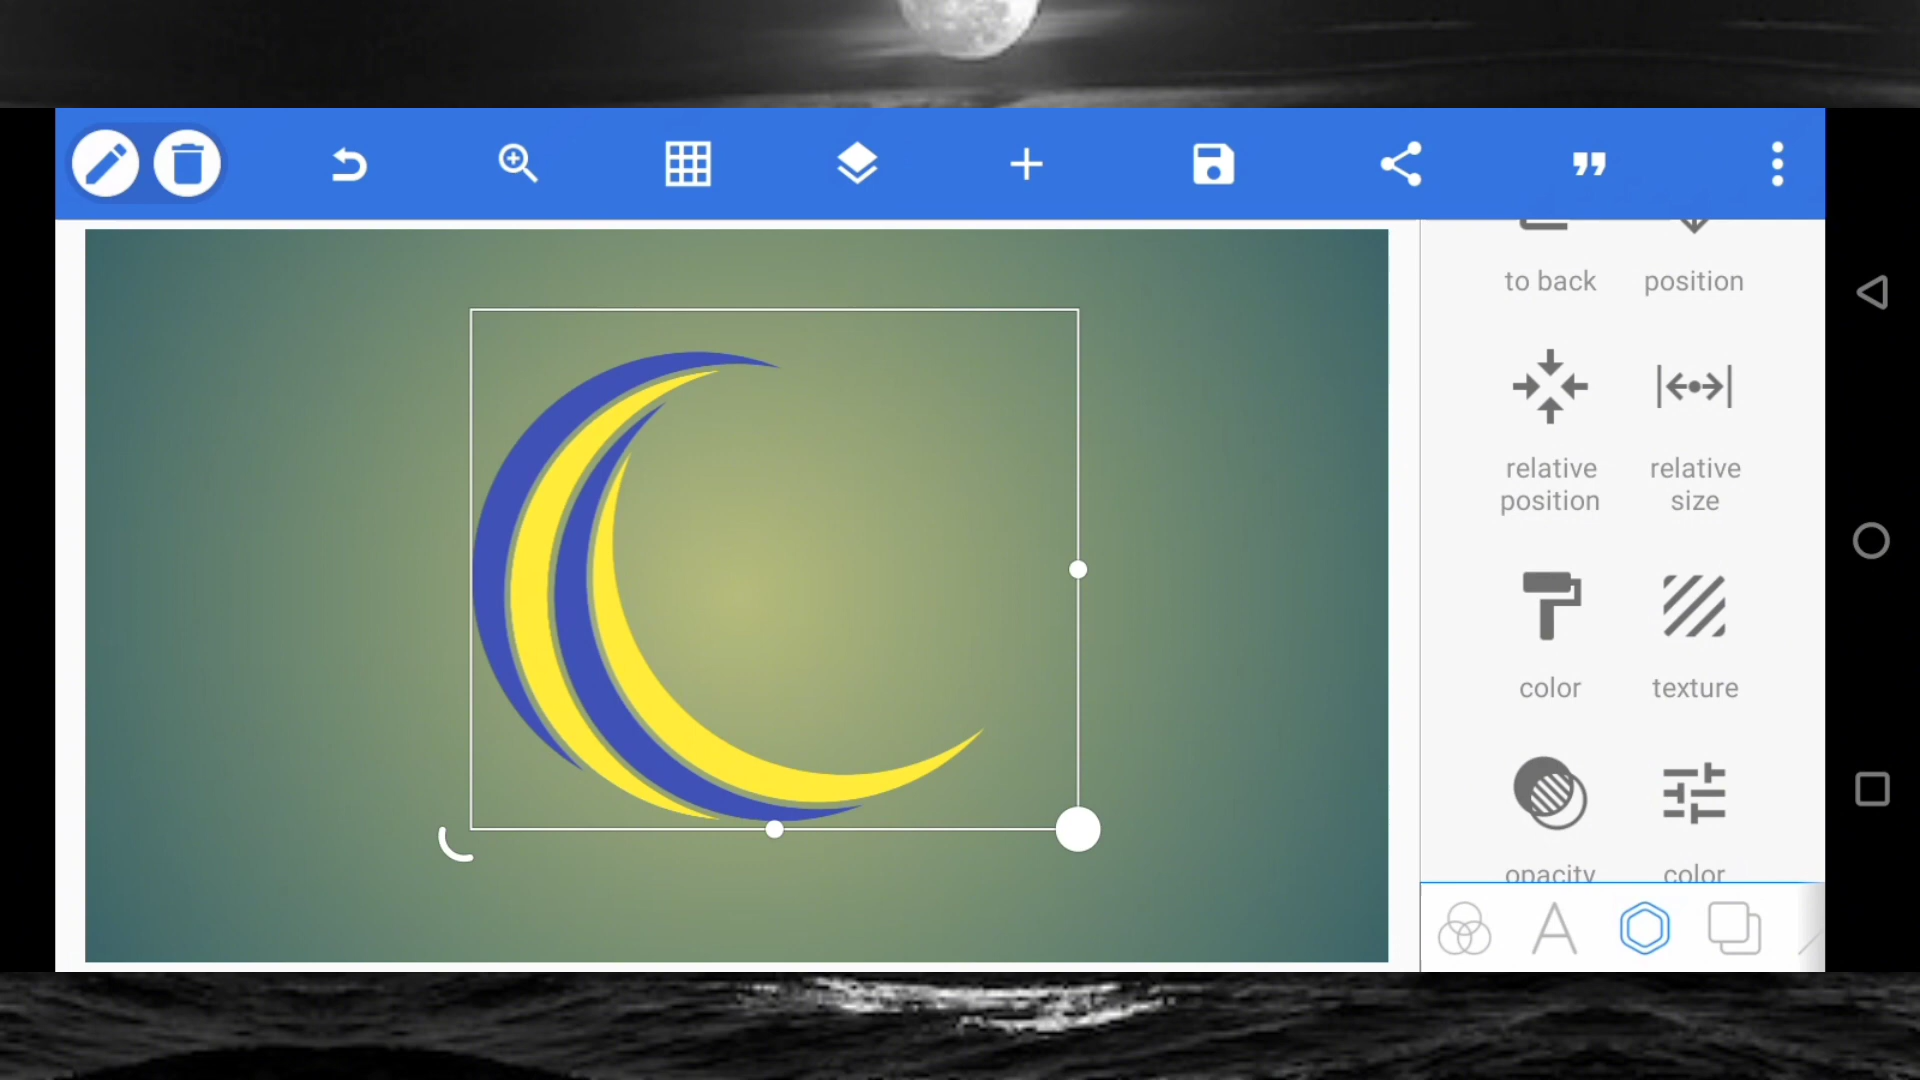 to back
position
relative
position
relative
size
color
texture
opacity
color